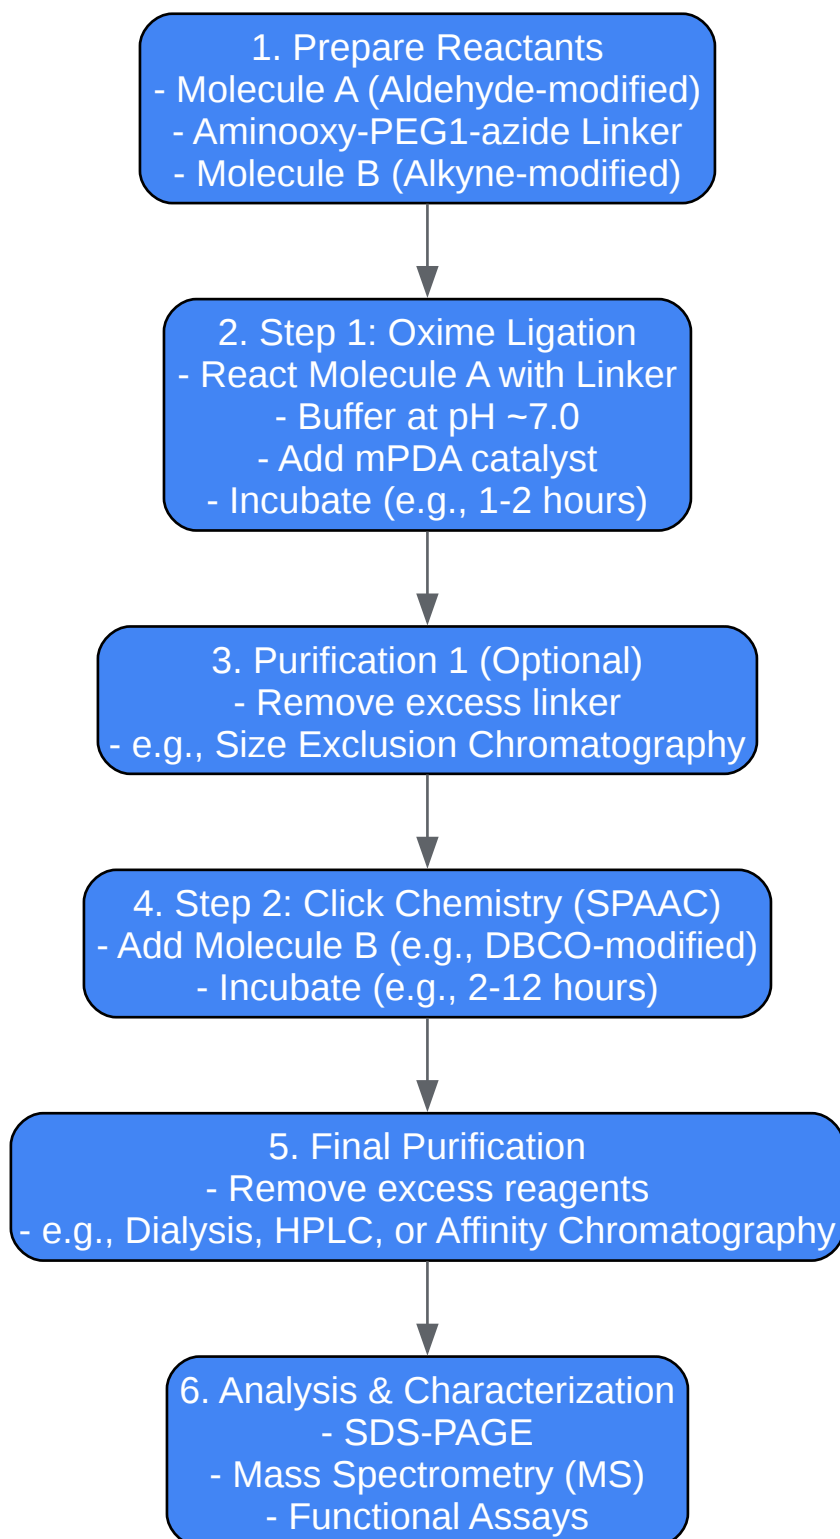 1. Prepare Reactants
- Molecule A (Aldehyde-modified)
- Aminooxy-PEG1-azide Linker
- Molecule B (Alkyne-modified)
2. Step 1: Oxime Ligation
- React Molecule A with Linker
- Buffer at pH ~7.0
- Add mPDA catalyst
- Incubate (e.g., 1-2 hours)
3. Purification 1 (Optional)
- Remove excess linker
- e.g., Size Exclusion Chromatography
4. Step 2: Click Chemistry (SPAAC)
- Add Molecule B (e.g., DBCO-modified)
- Incubate (e.g., 2-12 hours)
5. Final Purification
- Remove excess reagents
- e.g., Dialysis, HPLC, or Affinity Chromatography
6. Analysis & Characterization
- SDS-PAGE
- Mass Spectrometry (MS)
- Functional Assays